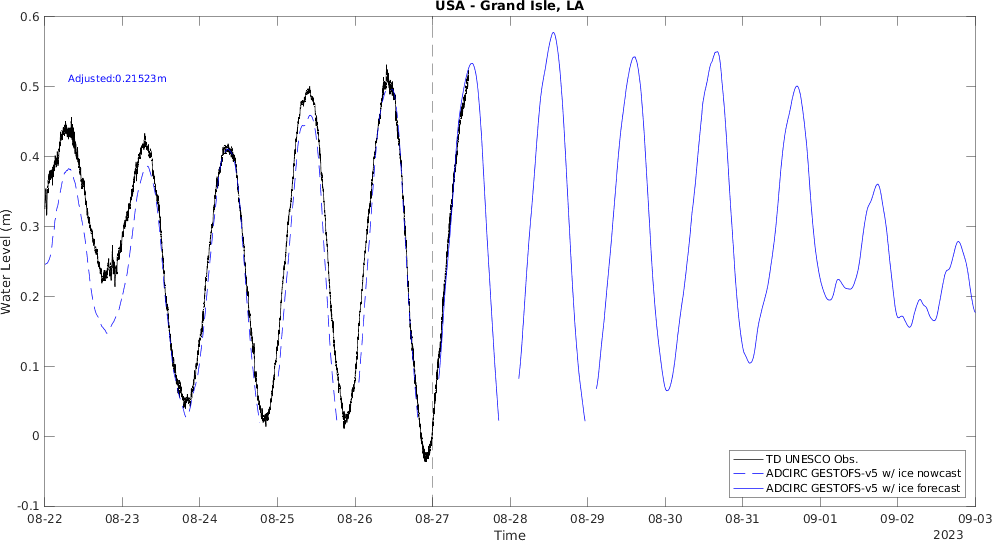 USA - Grand Isle, LA
0.6
0.5
0.4
0.3
0.2
0.1
0
-0.1
Water Level (m)
Adjusted:0.21523m
TD UNESCO Obs.
ADCIRC GESTOFS-v5 w/ ice nowcast
ADCIRC GESTOFS-v5 w/ ice forecast
08-22 08-23 08-24 08-25 08-26 08-27 08-28 08-29 08-30 08-31 09-01 09-02 09-03
Time
2023